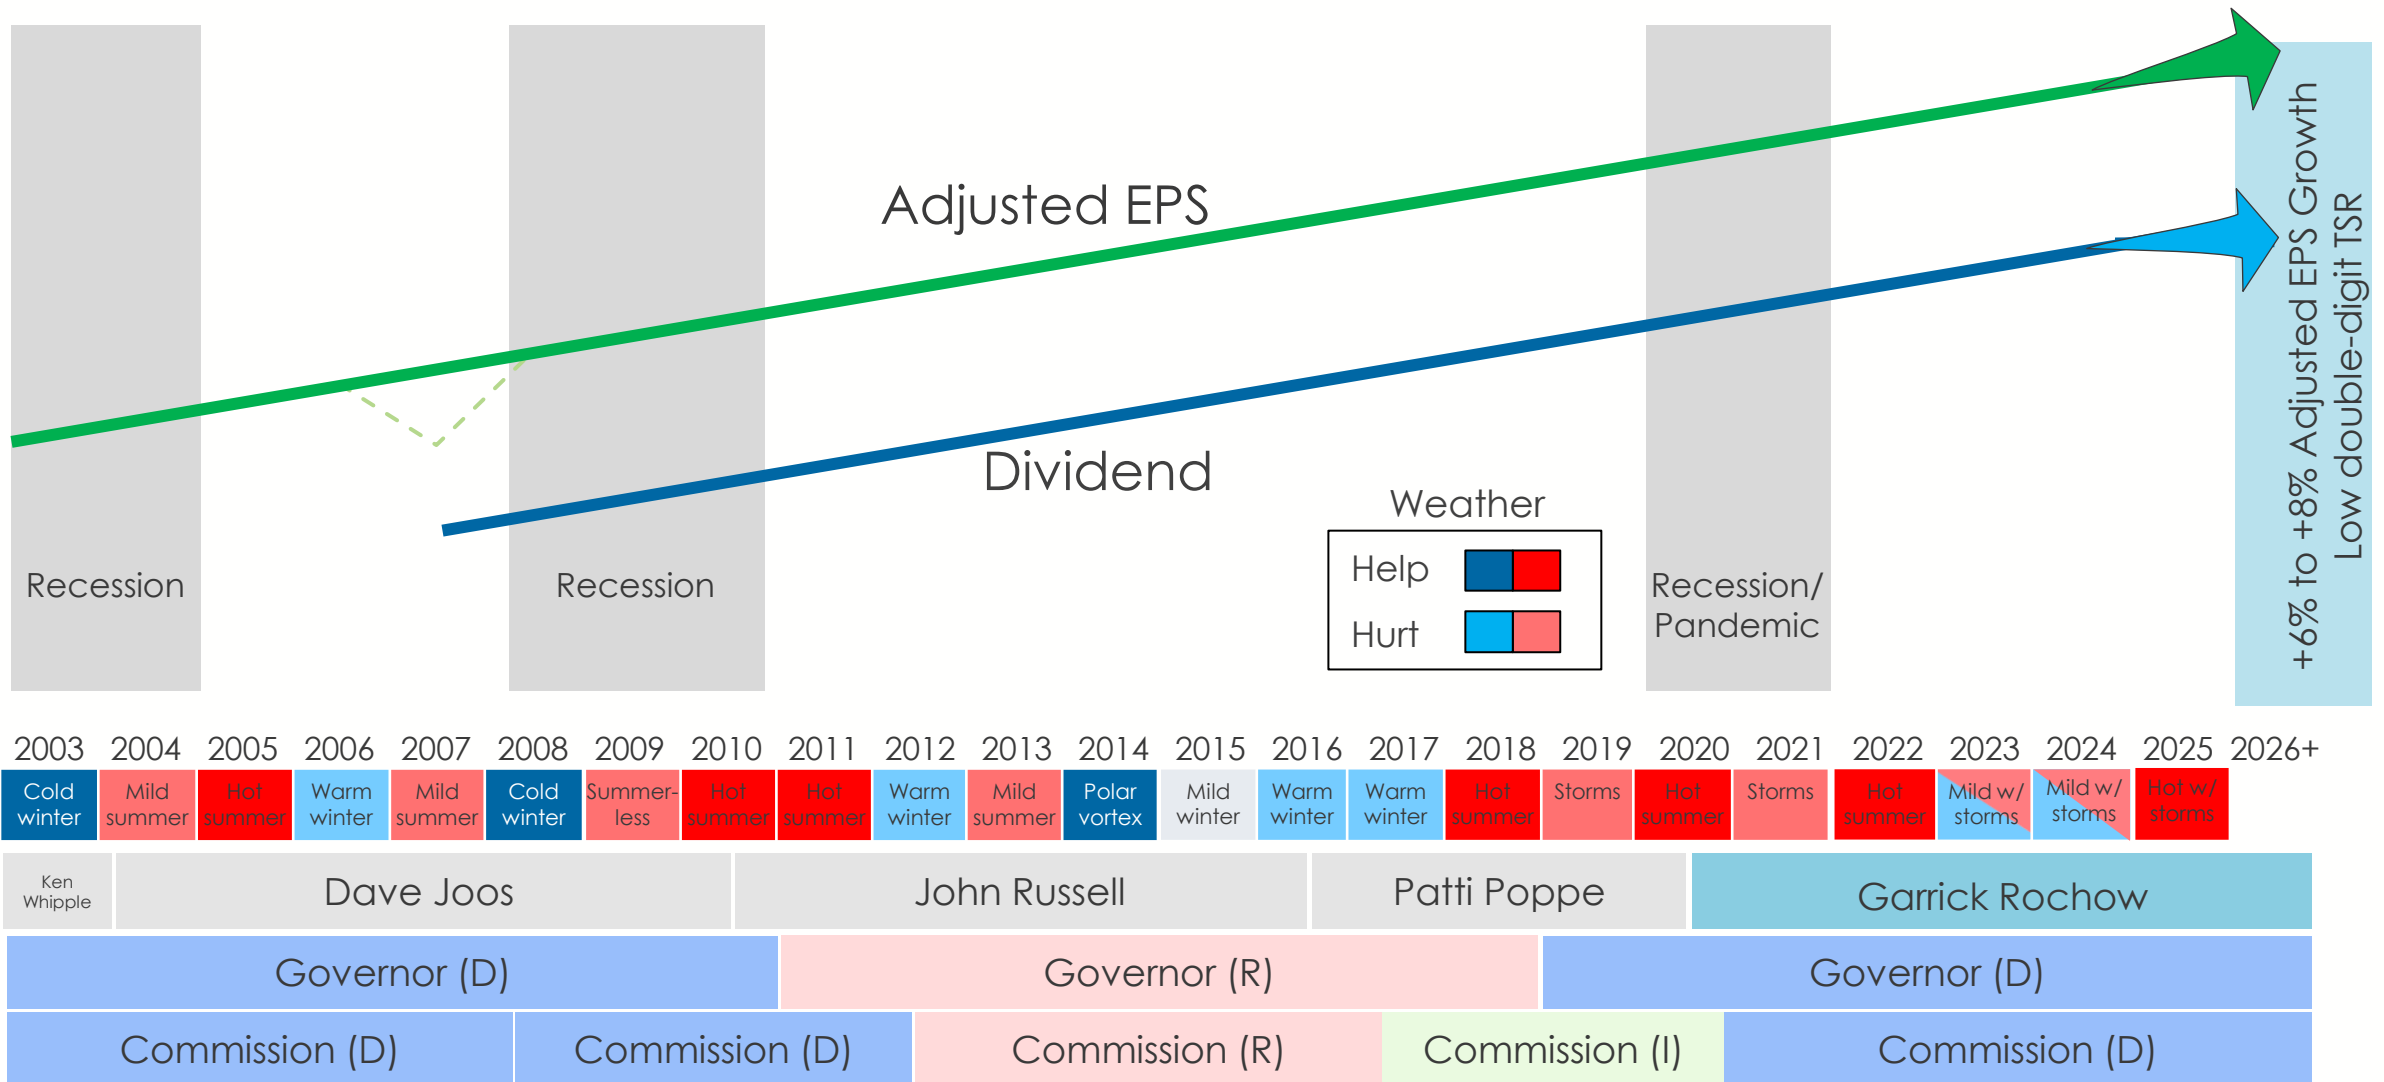 Adjusted EPS
Dividend
Recession
Recession
Recession/
Pandemic
Weather
Help
Hurt
+6% to +8% Adjusted EPS Growth
Low double-digit TSR
2003 2004 2005 2006 2007 2008 2009 2010 2011 2012 2013 2014 2015 2016 2017 2018 2019 2020 2021 2022 2023 2024 2025 2026+
Cold winter
Mild summer
Hot summer
Warm winter
Mild summer
Cold winter
Summer-less
Hot summer
Hot summer
Warm winter
Mild summer
Polar vortex
Mild winter
Warm winter
Warm winter
Hot summer
Storms
Hot summer
Storms
Hot summer
Mild w/ storms
Mild w/ storms
Hot w/ storms
Ken
Whipple
Dave Joos
John Russell
Patti Poppe
Garrick Rochow
Governor (D)
Governor (R)
Governor (D)
Commission (D)
Commission (D)
Commission (R)
Commission (I)
Commission (D)